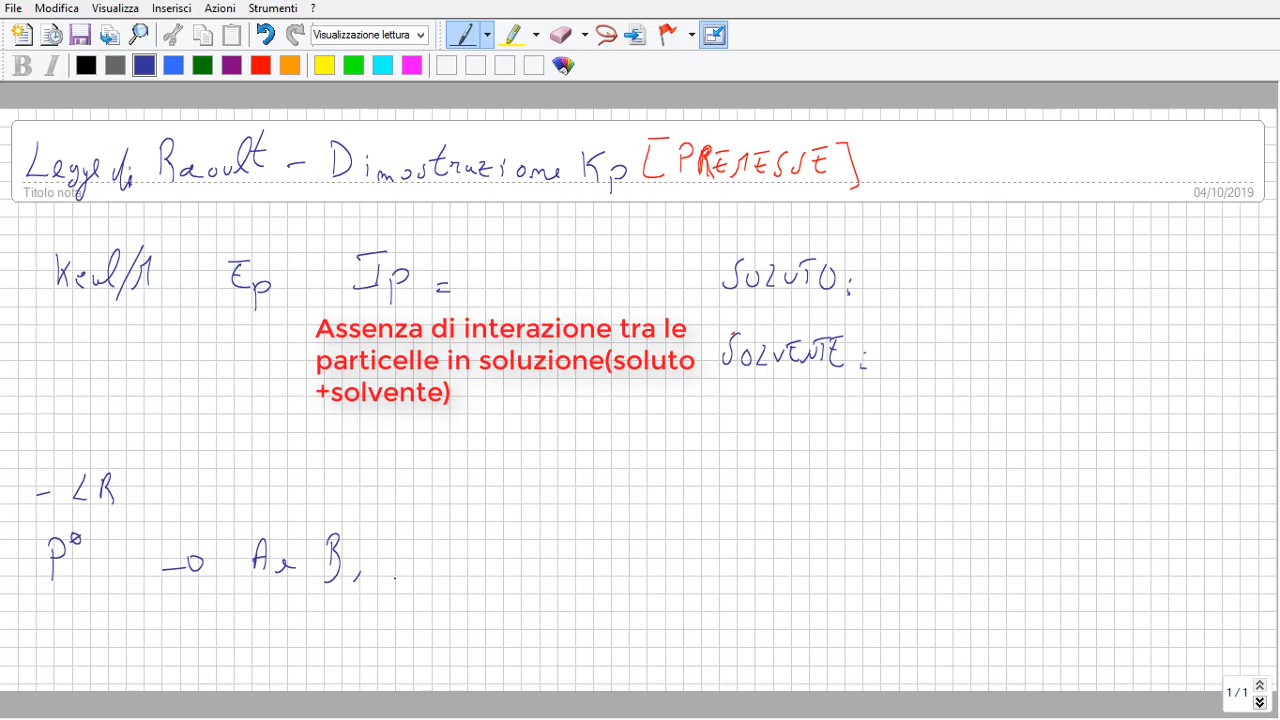 File Modifica Visualizza Inserisci Azioni Strumenti ?
Visualizzazione lettura
B I
Legge di Raoult - Dimostrazione Kp [PREMESSE]
Titolo nota
04/10/2019
Kcal/M Ep Ip = SOLUTO:
Assenza di interazione tra le
particelle in soluzione(soluto
+solvente)
SOLVENTE:
- LR
P° → A e B,
1 / 1